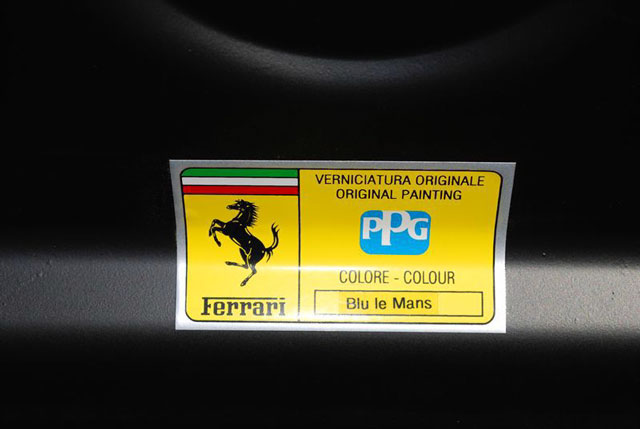 VERNICIATURA ORIGINALE
ORIGINAL PAINTING
PPG
COLORE - COLOUR
Blu le Mans
Ferrari